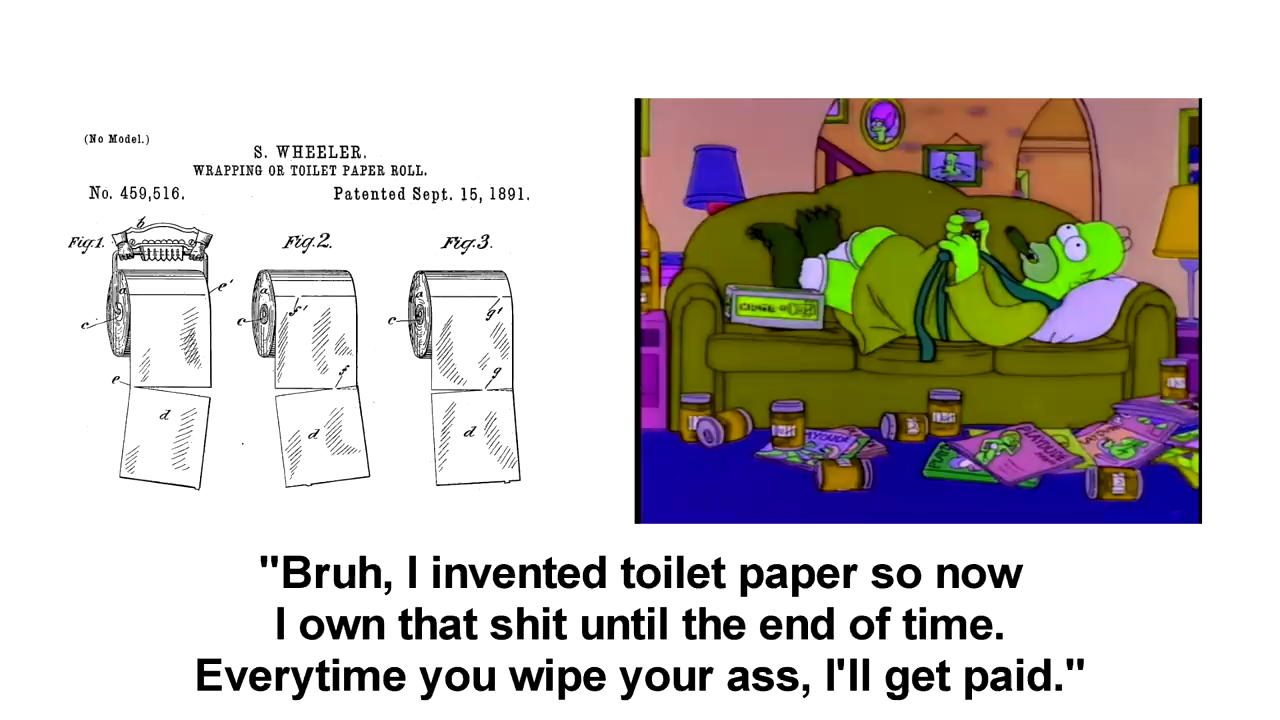 (No Model.)
S. WHEELER.
WRAPPING OR TOILET PAPER ROLL.
No. 459,516.
Patented Sept. 15, 1891.
Fig.1.
Fig.2.
Fig.3.
b
a
e'
c
e
d
a
f'
c
f
d
a
g'
c
g
d
"Bruh, I invented toilet paper so now
I own that shit until the end of time.
Everytime you wipe your ass, I'll get paid."